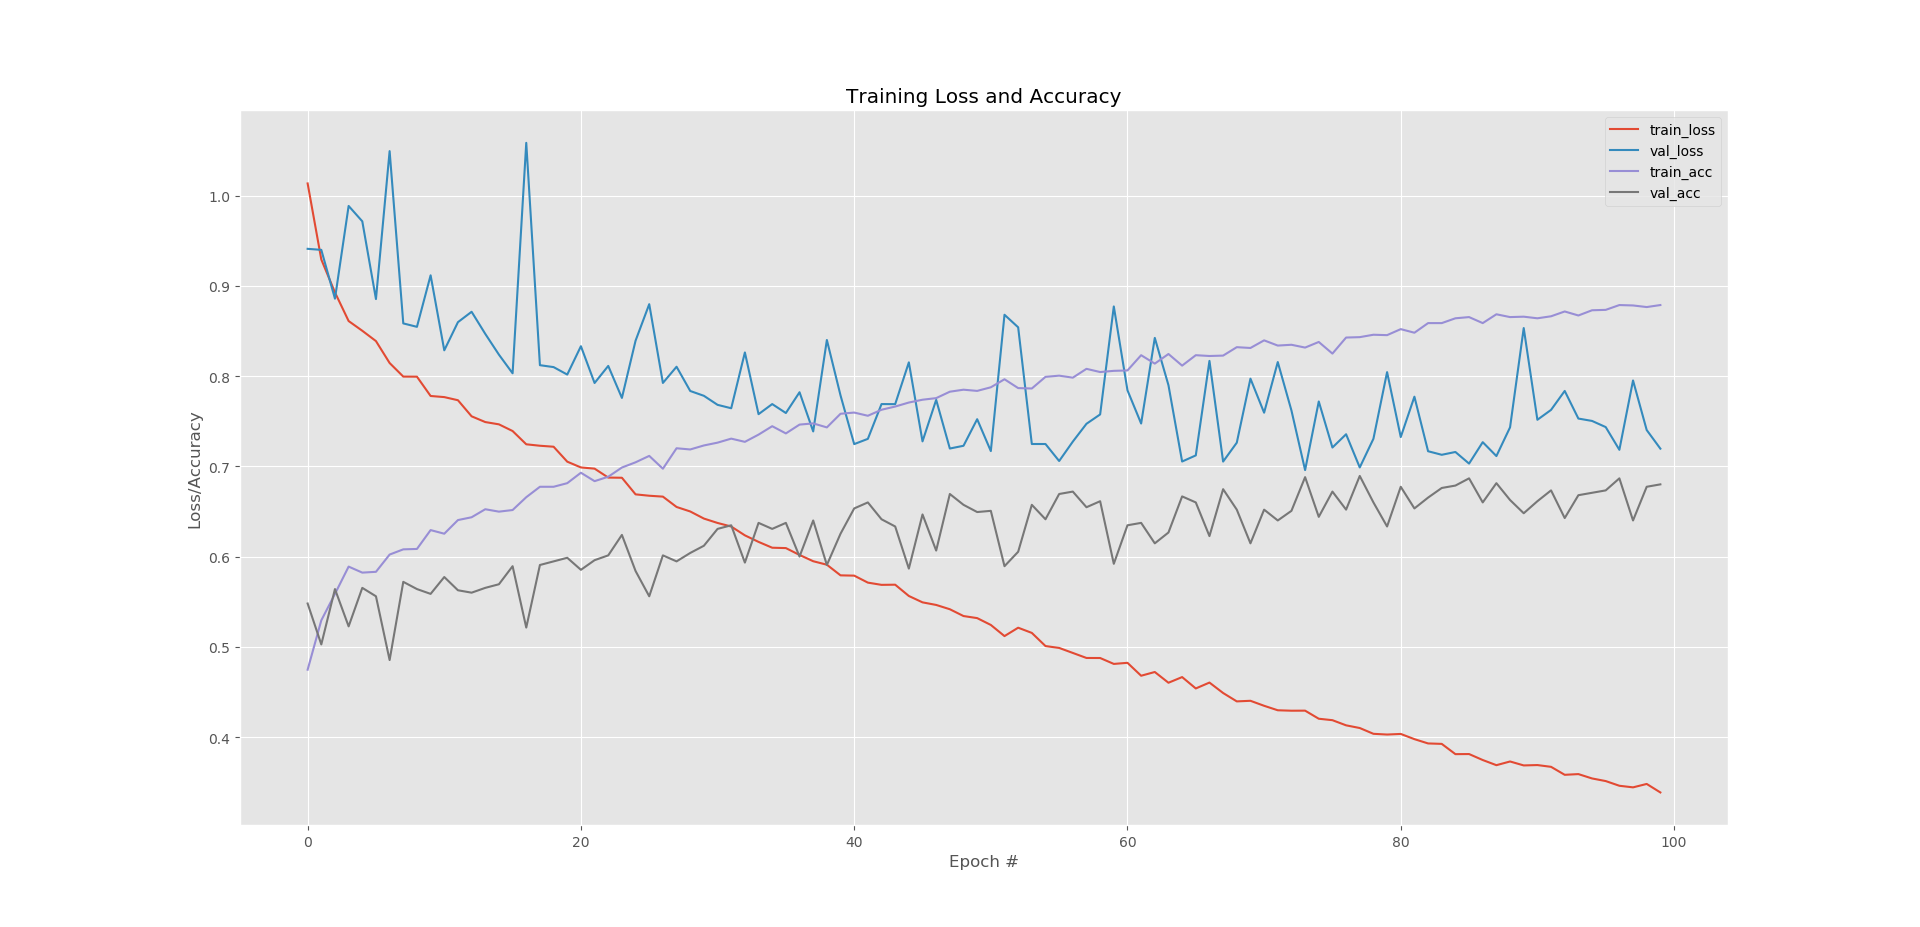 Training Loss and Accuracy
train_loss
val_loss
train_acc
val_acc
Loss/Accuracy
1.0
0.9
0.8
0.7
0.6
0.5
0.4
0 20 40 60 80 100
Epoch #